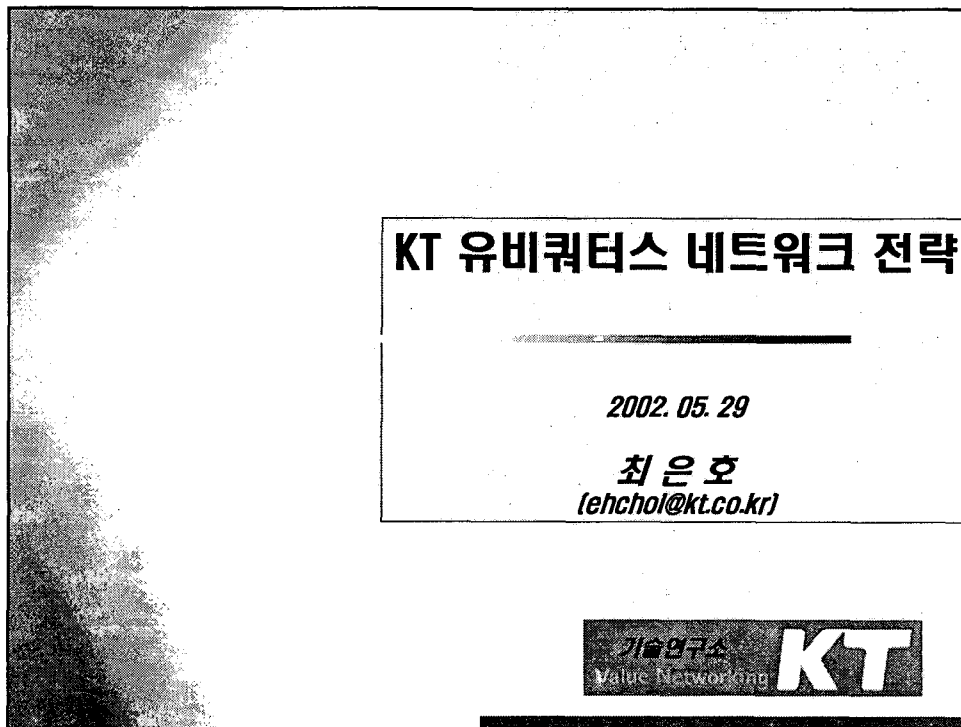 KT 유비쿼터스 네트워크 전략
2002. 05. 29
최 은 호
(ehchoi@kt.co.kr)
기술연구소
Value Networking
KT